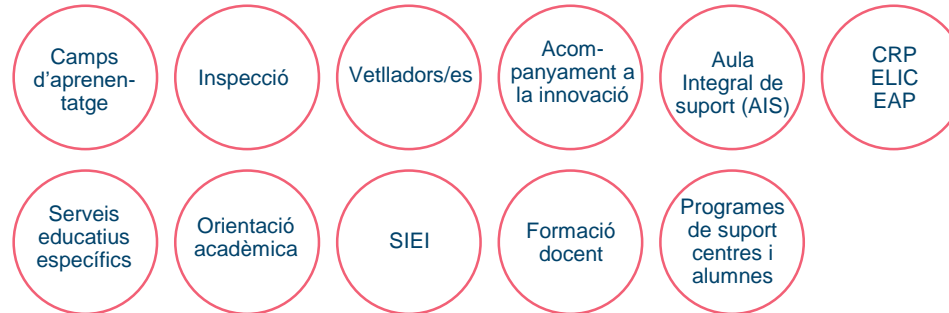 Camps
d'aprenen-
tatge
Inspecció
Vetlladors/es
Acom-
panyament a
la innovació
Aula
Integral de
suport (AIS)
CRP
ELIC
EAP
Serveis
educatius
específics
Orientació
acadèmica
SIEI
Formació
docent
Programes
de suport
centres i
alumnes